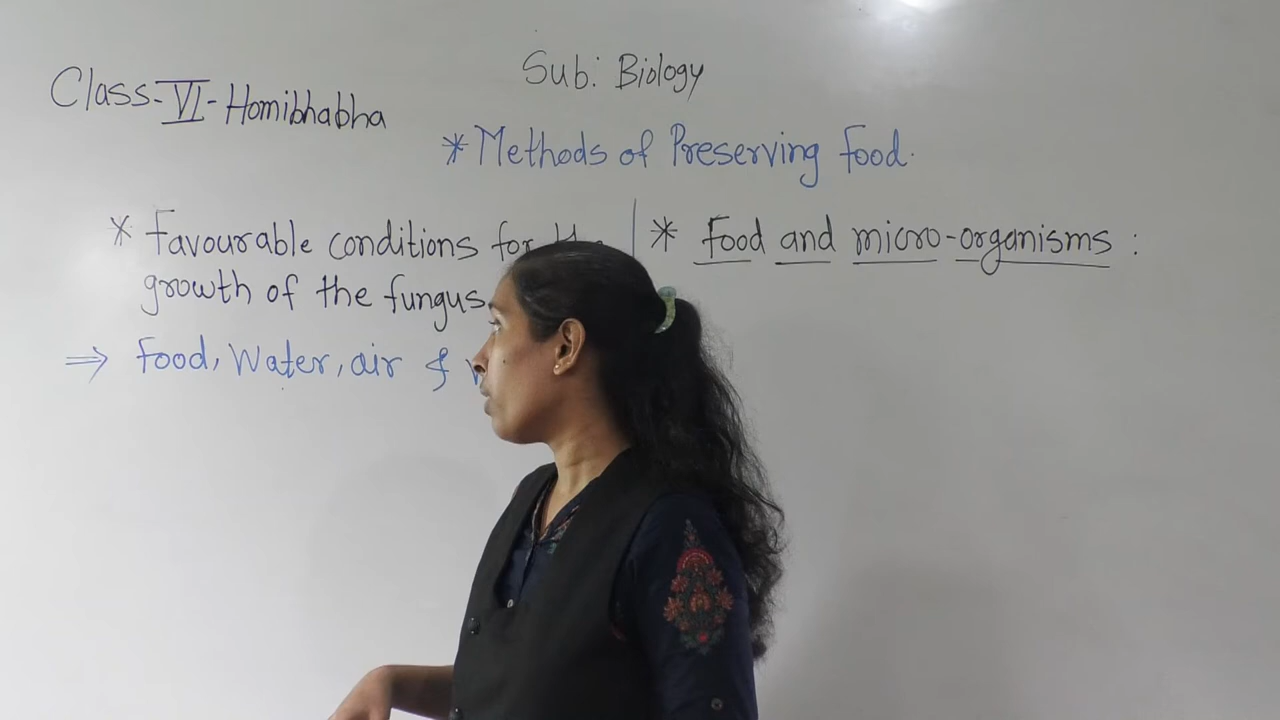 Class-VI-Homibhabha
Sub: Biology
* Methods of Preserving food.
* Favourable conditions for
growth of the fungus.
⇒ food, Water, air &
* food and micro-organisms :